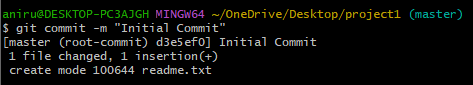 aniru@DESKTOP-PC3AJGH MINGW64 ~/OneDrive/Desktop/project1 (master)
$ git commit -m "Initial Commit"
[master (root-commit) d3e5ef0] Initial Commit
 1 file changed, 1 insertion(+)
 create mode 100644 readme.txt